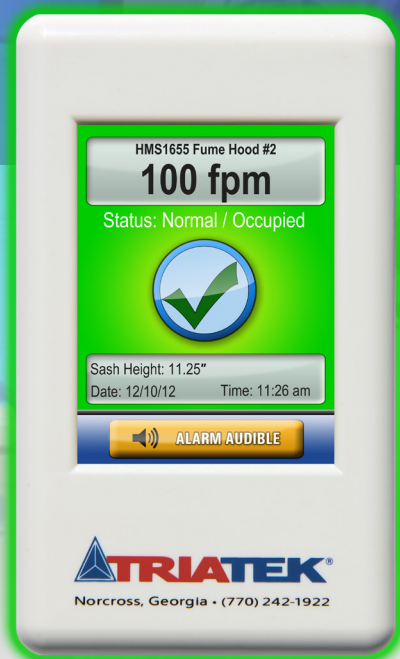 HMS1655 Fume Hood #2
100 fpm
Status: Normal / Occupied
Sash Height: 11.25"
Date: 12/10/12 Time: 11:26 am
ALARM AUDIBLE
TRIATEK®
Norcross, Georgia • (770) 242-1922